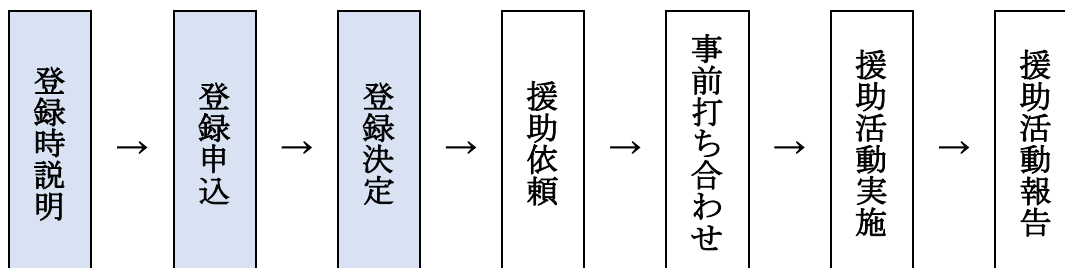 登録時説明
→
登録申込
→
登録決定
→
援助依頼
→
事前打ち合わせ
→
援助活動実施
→
援助活動報告